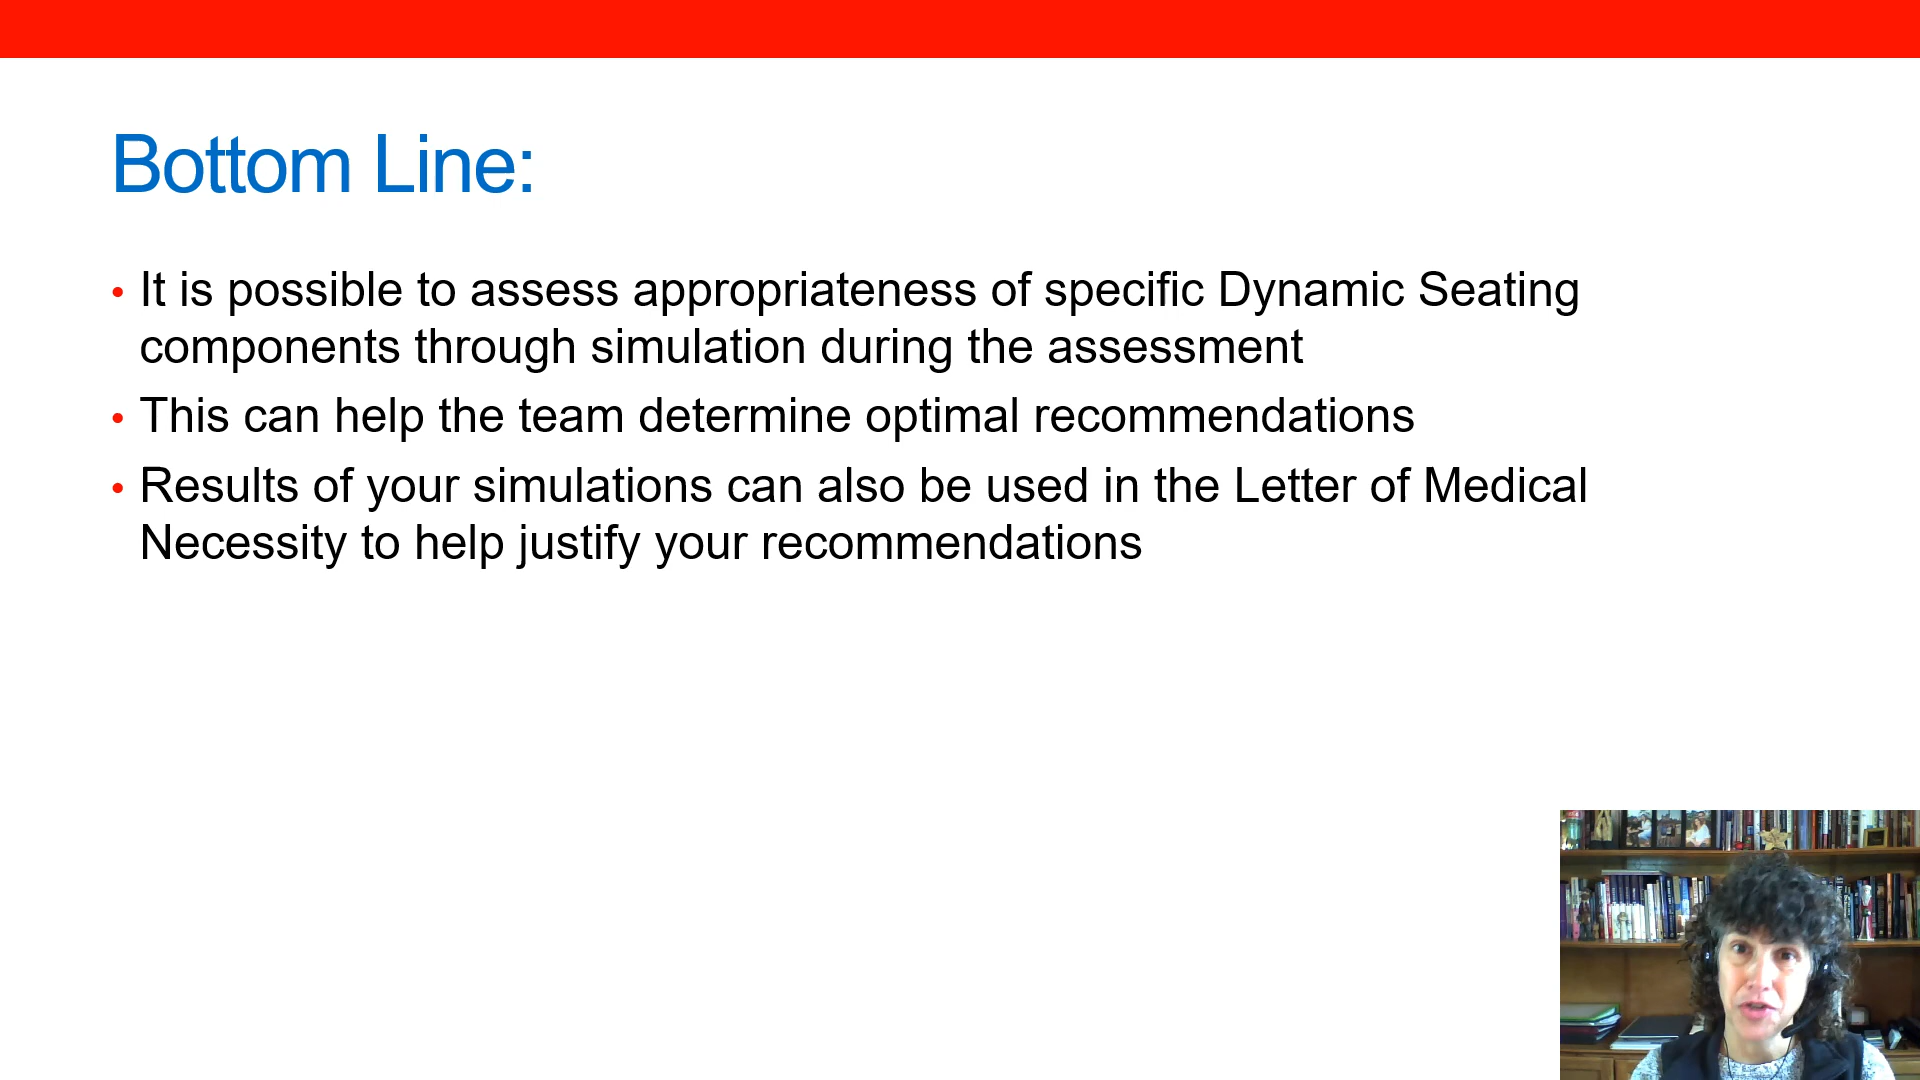 Bottom Line:
• It is possible to assess appropriateness of specific Dynamic Seating
components through simulation during the assessment
• This can help the team determine optimal recommendations
• Results of your simulations can also be used in the Letter of Medical
Necessity to help justify your recommendations